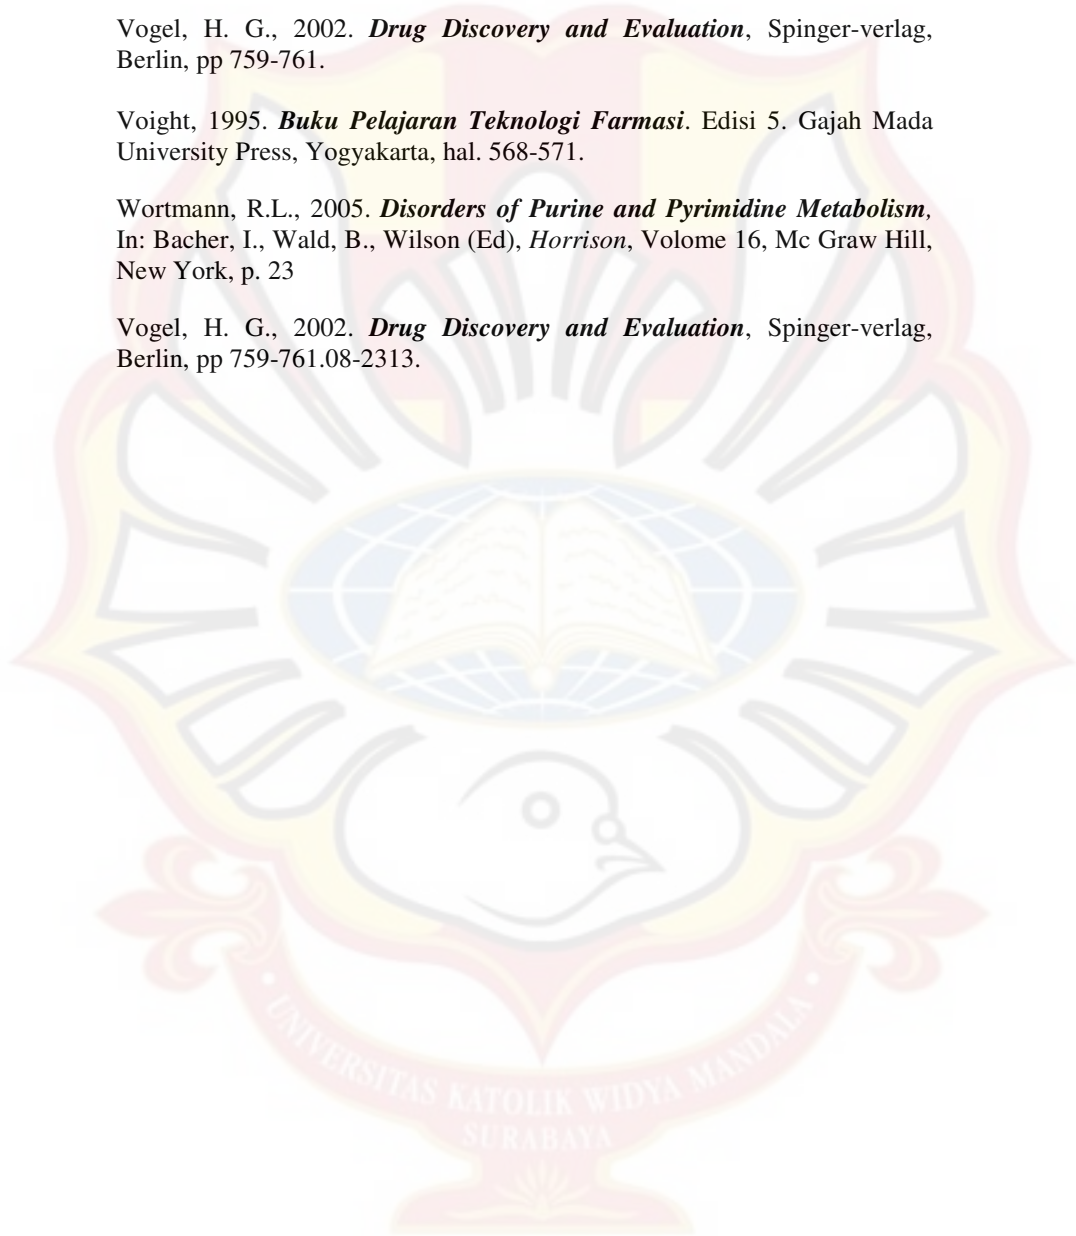 Vogel, H. G., 2002. Drug Discovery and Evaluation, Spinger-verlag,
Berlin, pp 759-761.
Voight, 1995. Buku Pelajaran Teknologi Farmasi. Edisi 5. Gajah Mada
University Press, Yogyakarta, hal. 568-571.
Wortmann, R.L., 2005. Disorders of Purine and Pyrimidine Metabolism,
In: Bacher, I., Wald, B., Wilson (Ed), Horrison, Volome 16, Mc Graw Hill,
New York, p. 23
Vogel, H. G., 2002. Drug Discovery and Evaluation, Spinger-verlag,
Berlin, pp 759-761.08-2313.
UNIVERSITAS KATOLIK WIDYA MANDALA
SURABAYA